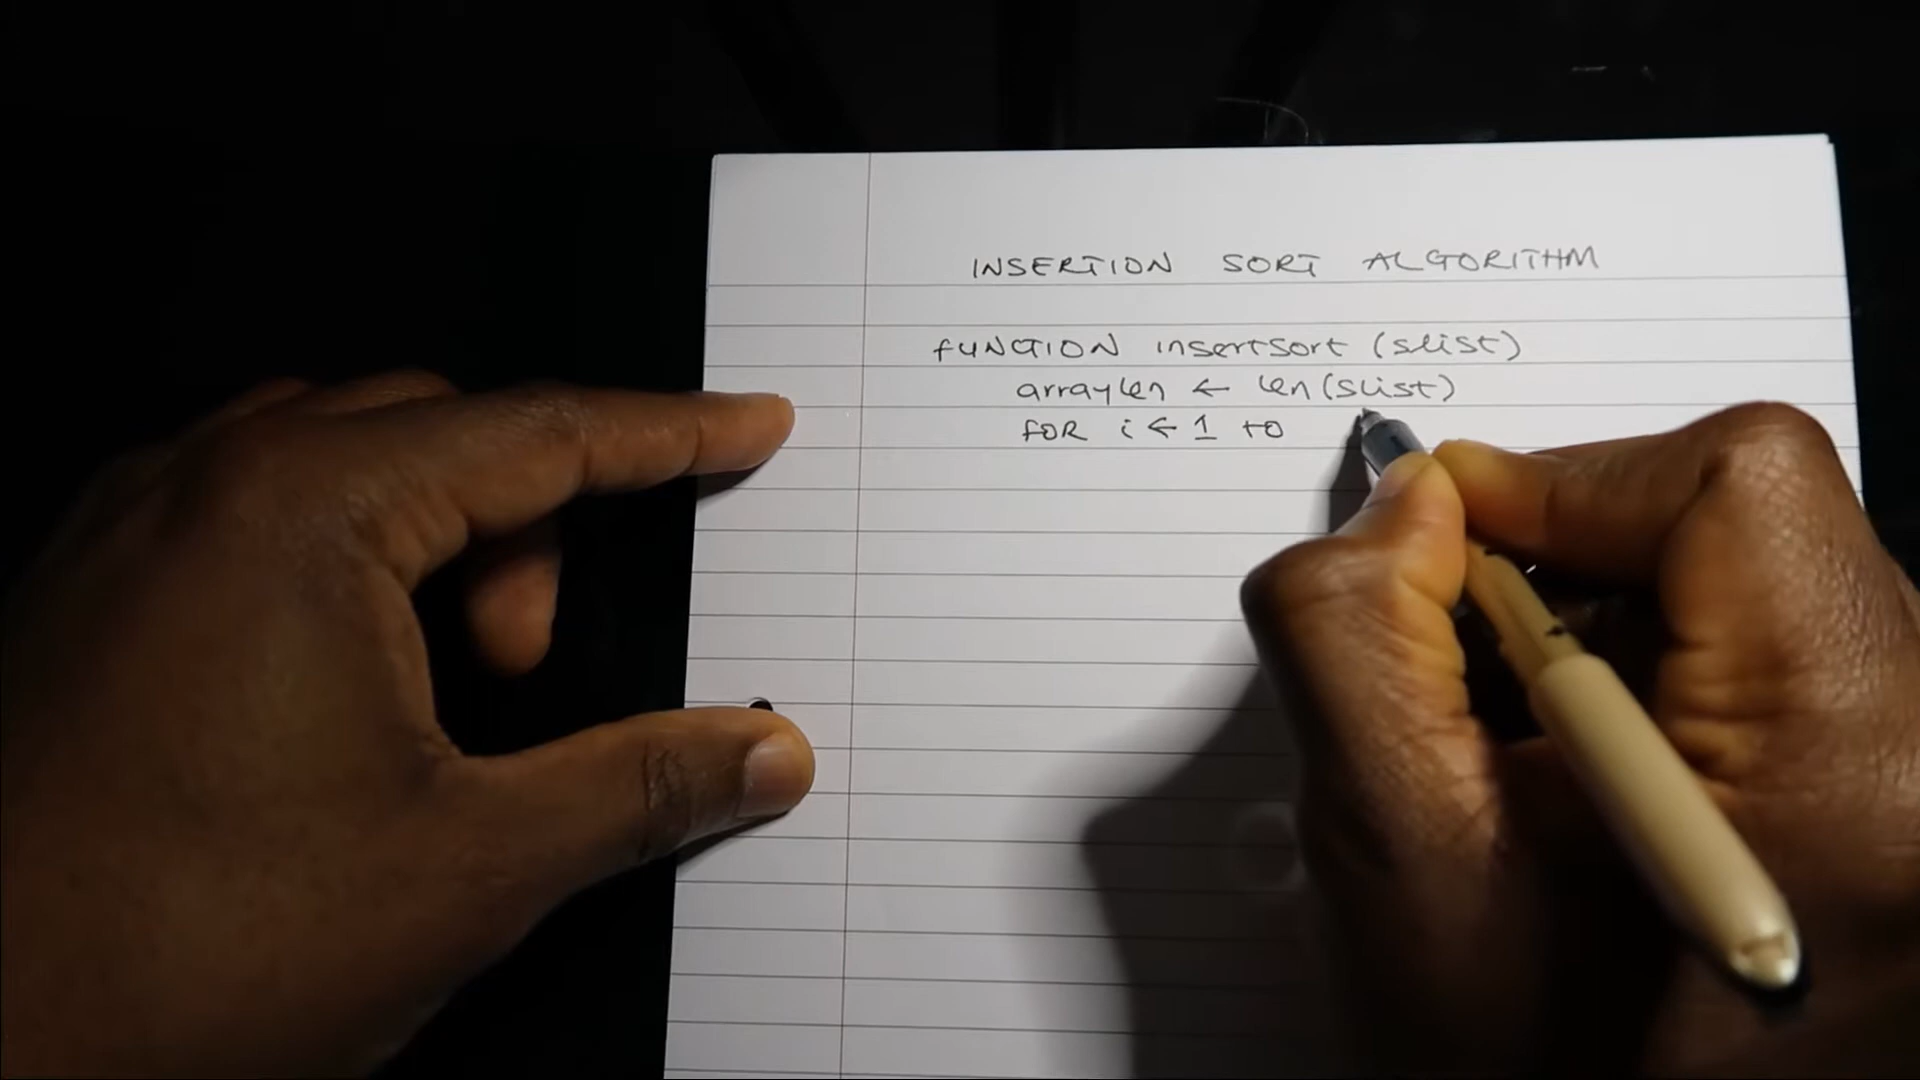 INSERTION SORT ALGORITHM
fUNCTION insertsort (slist)
arraylen ← len(slist)
fOR i ← 1 to